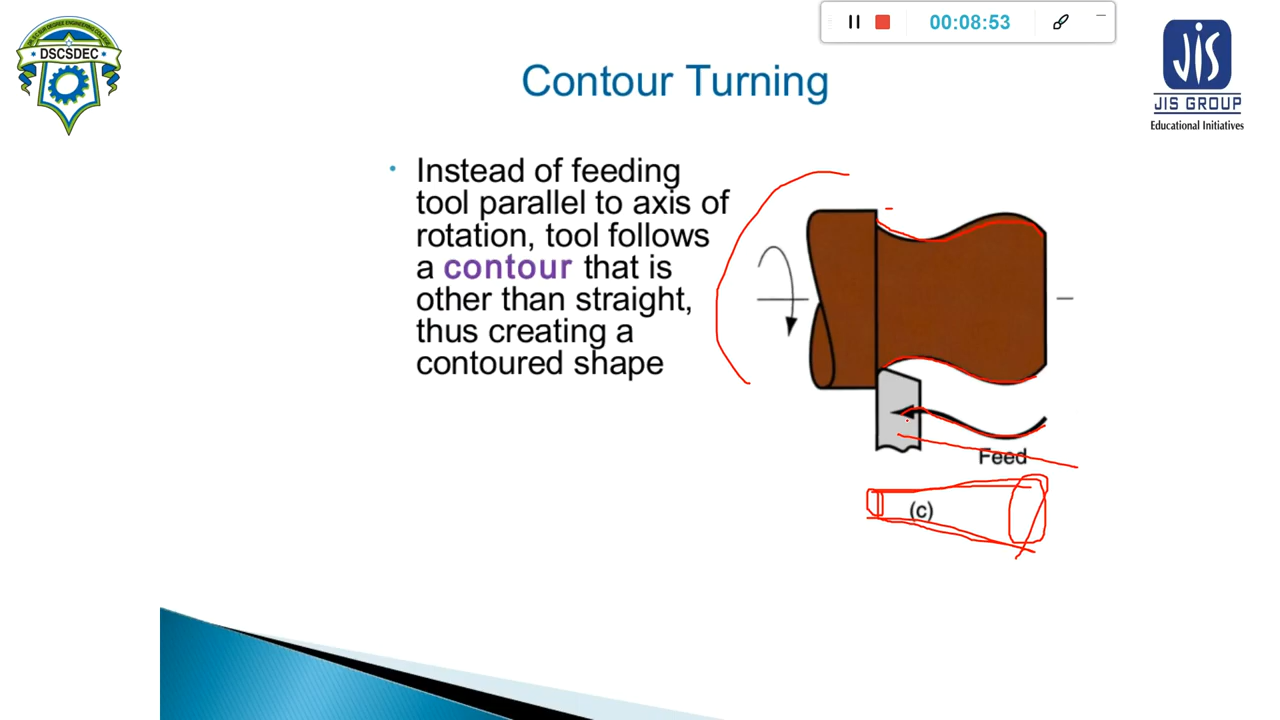 00:08:53
DSCSDEC
JIS
JIS GROUP
Educational Initiatives
Contour Turning
• Instead of feeding
tool parallel to axis of
rotation, tool follows
a contour that is
other than straight,
thus creating a
contoured shape
Feed
(c)